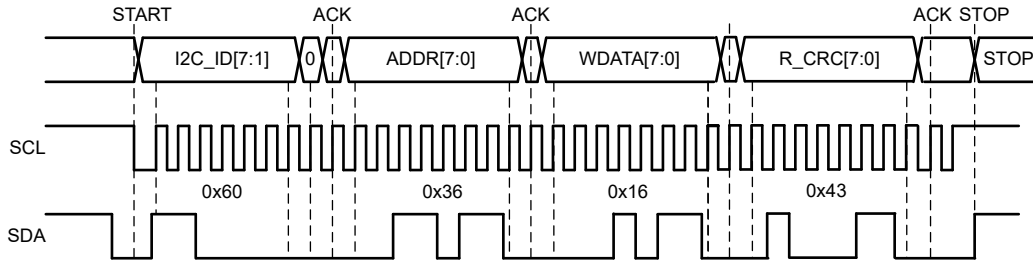 START ACK ACK ACK STOP
I2C_ID[7:1] 0 ADDR[7:0] WDATA[7:0] R_CRC[7:0] STOP
SCL
0x60 0x36 0x16 0x43
SDA